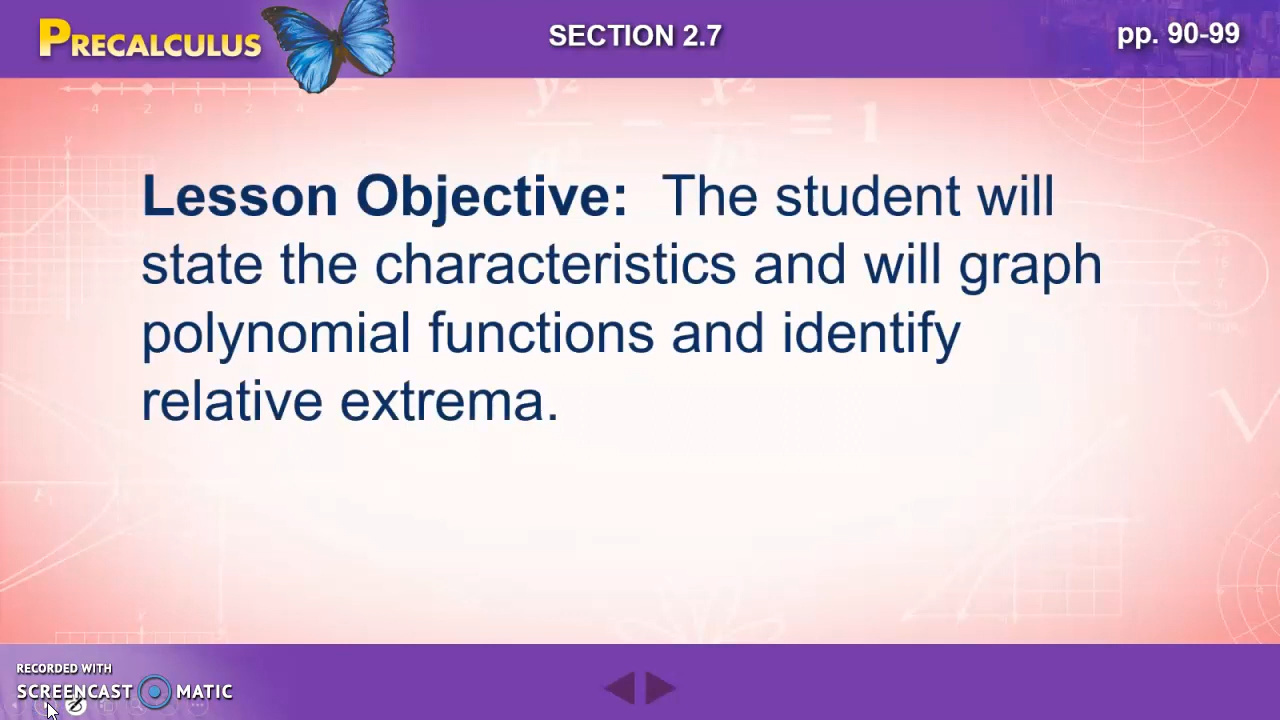 PRECALCULUS
SECTION 2.7
pp. 90-99
Lesson Objective: The student will
state the characteristics and will graph
polynomial functions and identify
relative extrema.
RECORDED WITH
SCREENCAST MATIC